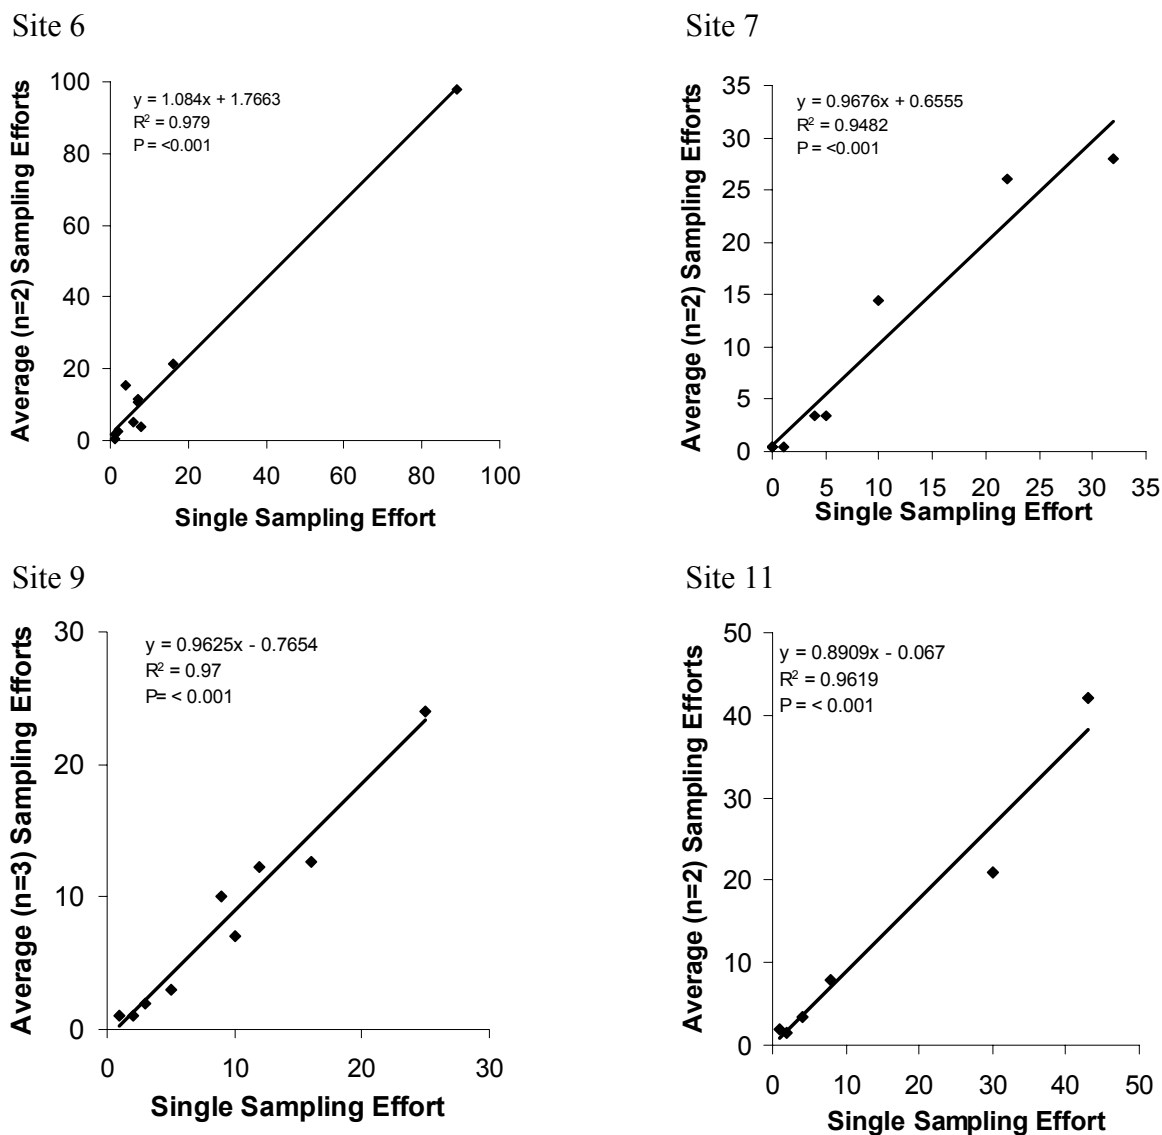 Site 6
Average (n=2) Sampling Efforts
100
80
60
40
20
0
y = 1.084x + 1.7663
R² = 0.979
P = <0.001
0 20 40 60 80 100
Single Sampling Effort
Site 7
Average (n=2) Sampling Efforts
35
30
25
20
15
10
5
0
y = 0.9676x + 0.6555
R² = 0.9482
P = <0.001
0 5 10 15 20 25 30 35
Single Sampling Effort
Site 9
Average (n=3) Sampling Efforts
30
20
10
0
y = 0.9625x - 0.7654
R² = 0.97
P= < 0.001
0 10 20 30
Single Sampling Effort
Site 11
Average (n=2) Sampling Efforts
50
40
30
20
10
0
y = 0.8909x - 0.067
R² = 0.9619
P = < 0.001
0 10 20 30 40 50
Single Sampling Effort